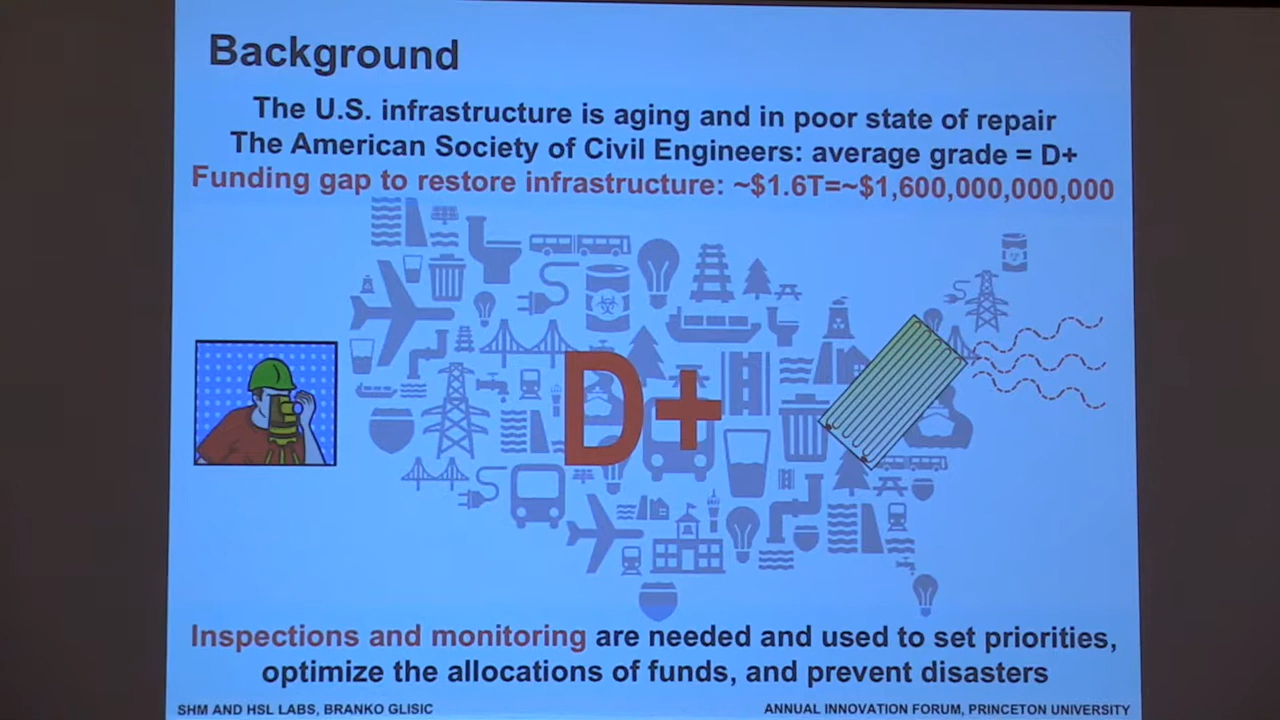 Background
The U.S. infrastructure is aging and in poor state of repair
The American Society of Civil Engineers: average grade = D+
Funding gap to restore infrastructure: ~$1.6T=~$1,600,000,000,000
D+
Inspections and monitoring are needed and used to set priorities,
optimize the allocations of funds, and prevent disasters
SHM AND HSL LABS, BRANKO GLISIC
ANNUAL INNOVATION FORUM, PRINCETON UNIVERSITY